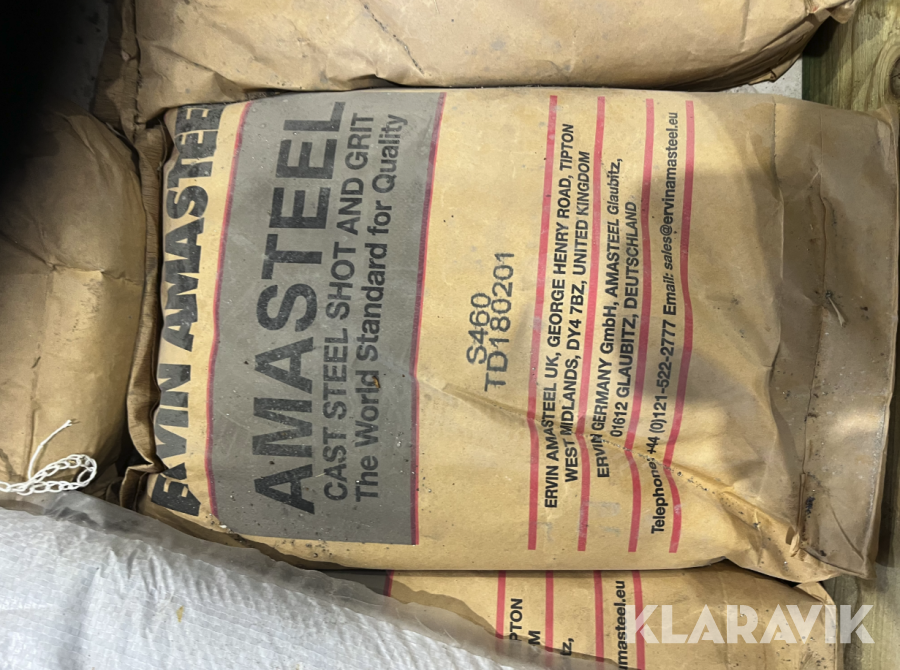 ERVIN AMASTEEL
AMASTEEL
CAST STEEL SHOT AND GRIT
The World Standard for Quality
S460
TD180201
ERVIN AMASTEEL UK, GEORGE HENRY ROAD, TIPTON
WEST MIDLANDS, DY4 7BZ, UNITED KINGDOM
ERVIN GERMANY GmbH, AMASTEEL Glaubitz,
01612 GLAUBITZ, DEUTSCHLAND
Telephone: +44 (0)121-522-2777 Email: sales@ervinamasteel.eu
PTON
M
tz,
masteel.eu
KLARAVIK